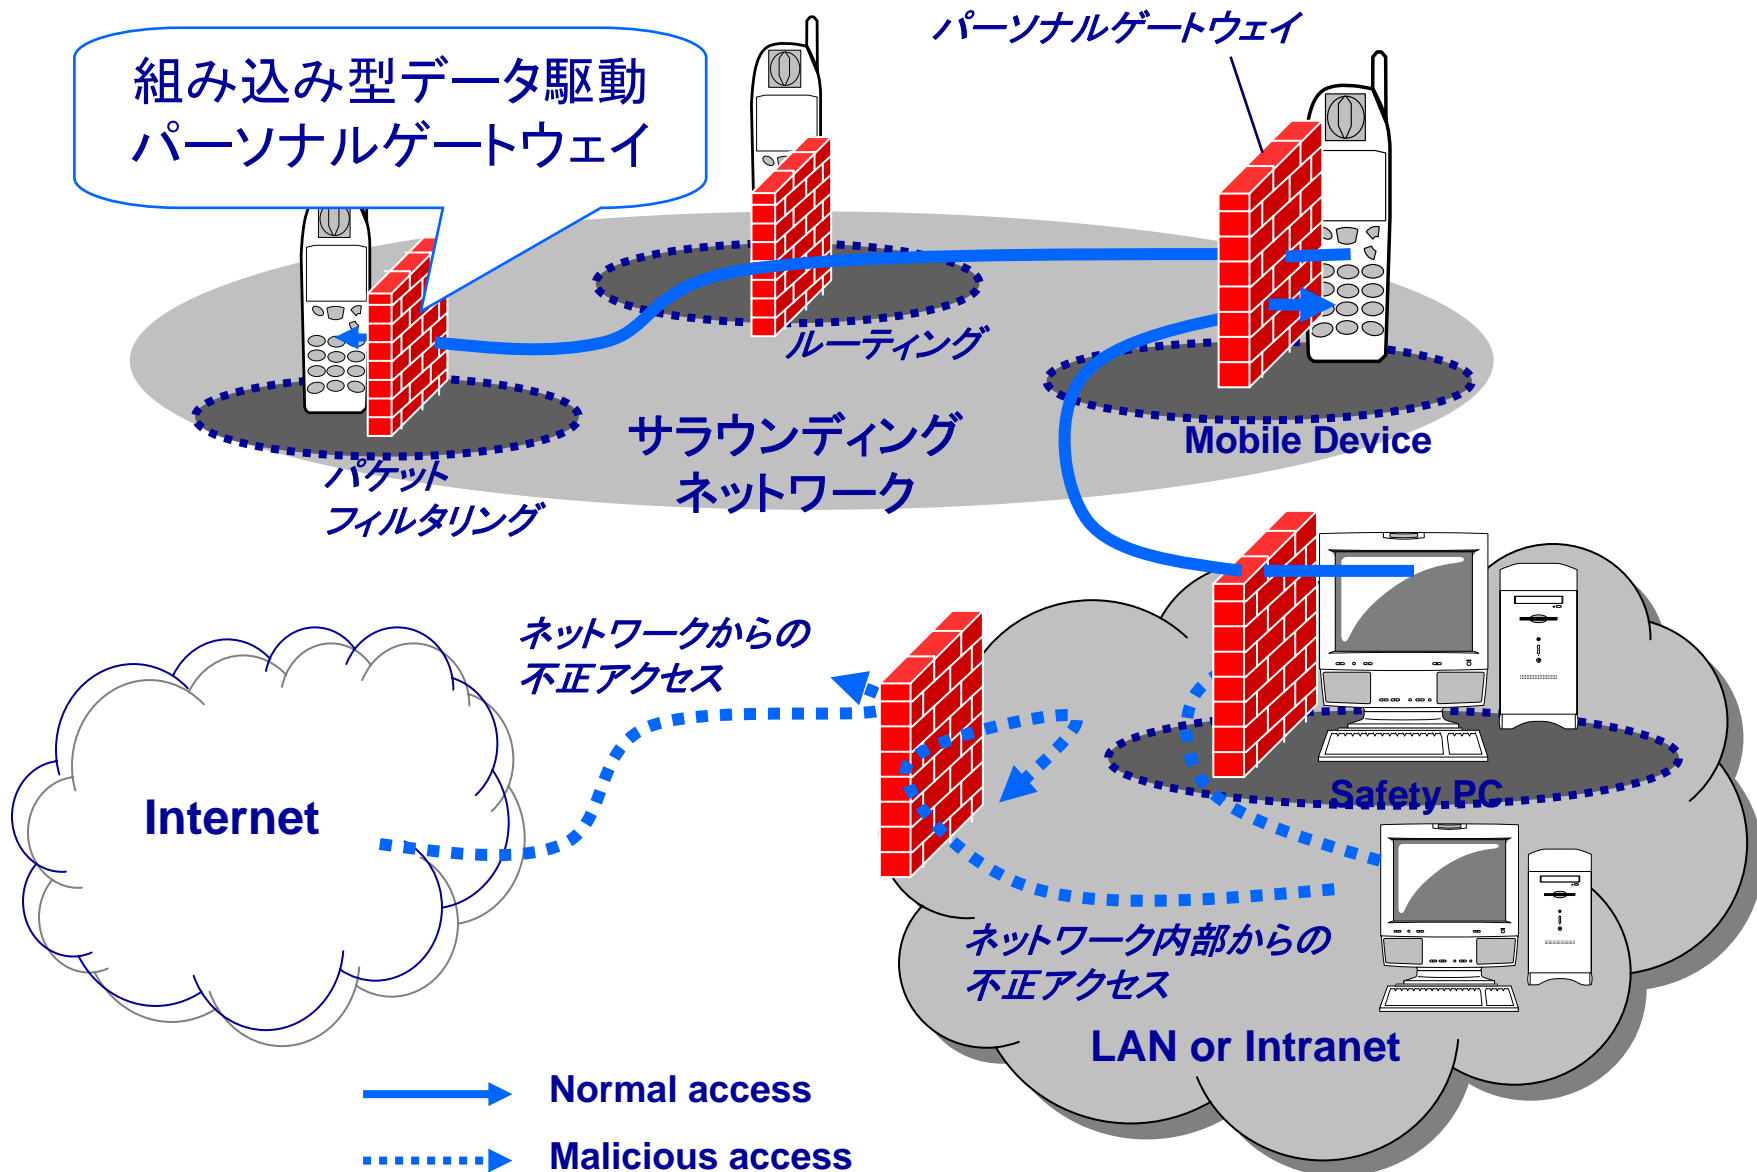 パーソナルゲートウェイ
組み込み型データ駆動
パーソナルゲートウェイ
ルーティング
サラウンディング
ネットワーク
Mobile Device
パケット
フィルタリング
ネットワークからの
不正アクセス
Internet
Safety PC
ネットワーク内部からの
不正アクセス
LAN or Intranet
Normal access
Malicious access